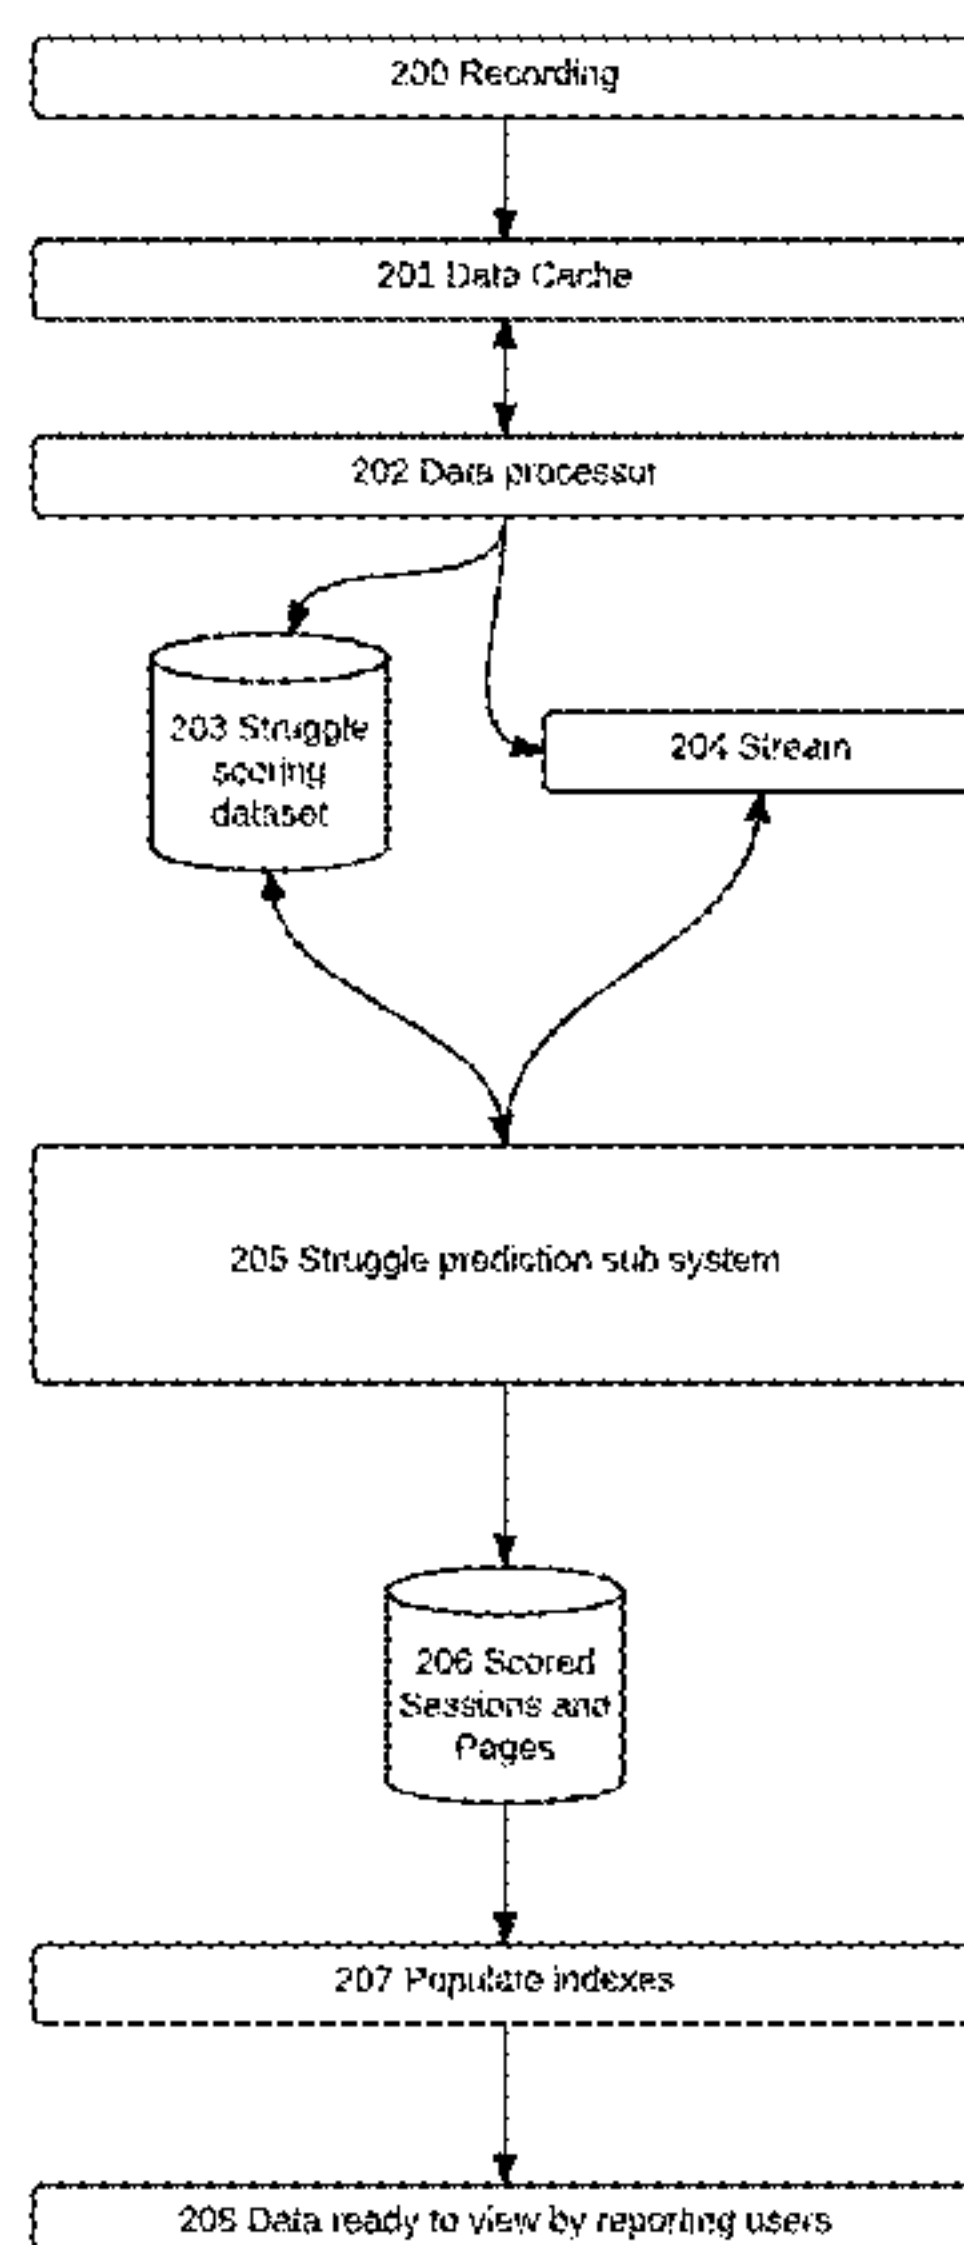 200 Recording
201 Data Cache
202 Data processor
203 Struggle
scoring
dataset
204 Stream
205 Struggle prediction sub system
206 Scored
Sessions and
Pages
207 Populate indexes
208 Data ready to view by reporting users